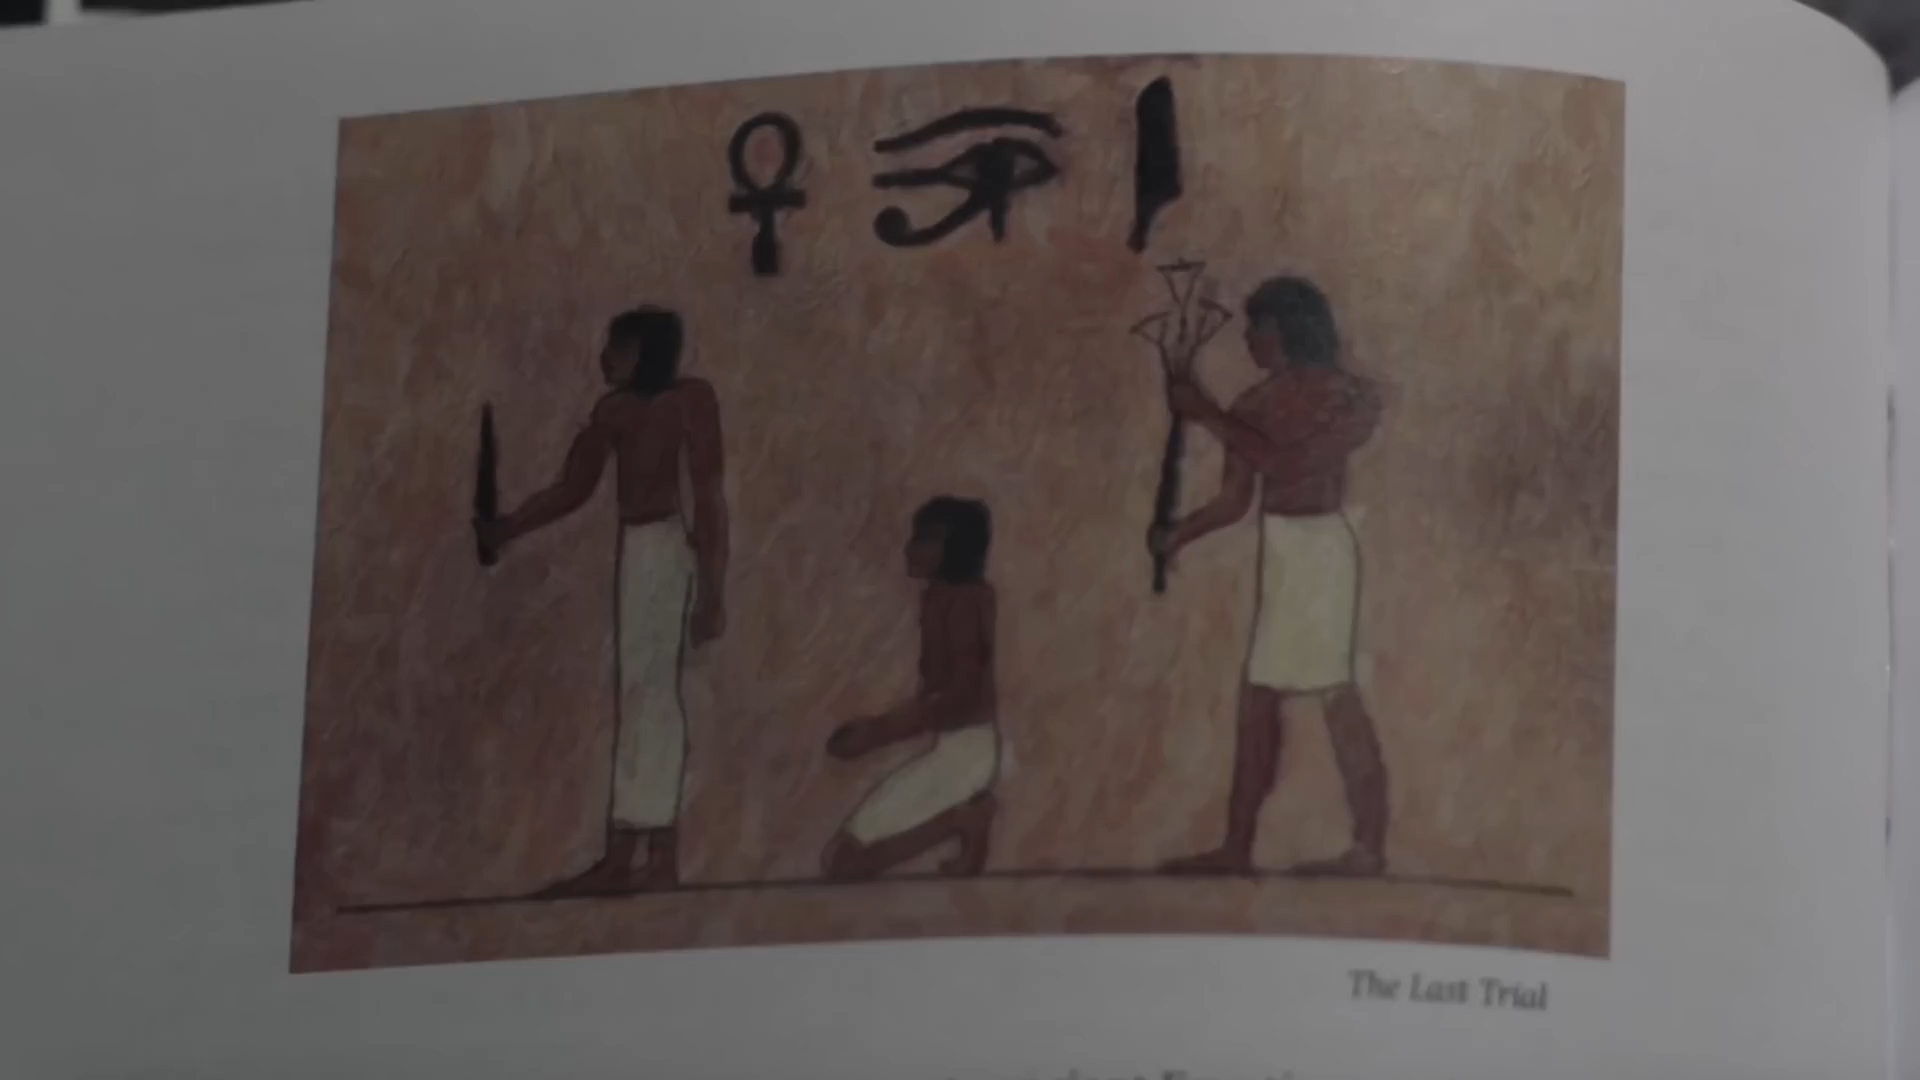 𓋹 𓂀 𓌪
The Last Trial